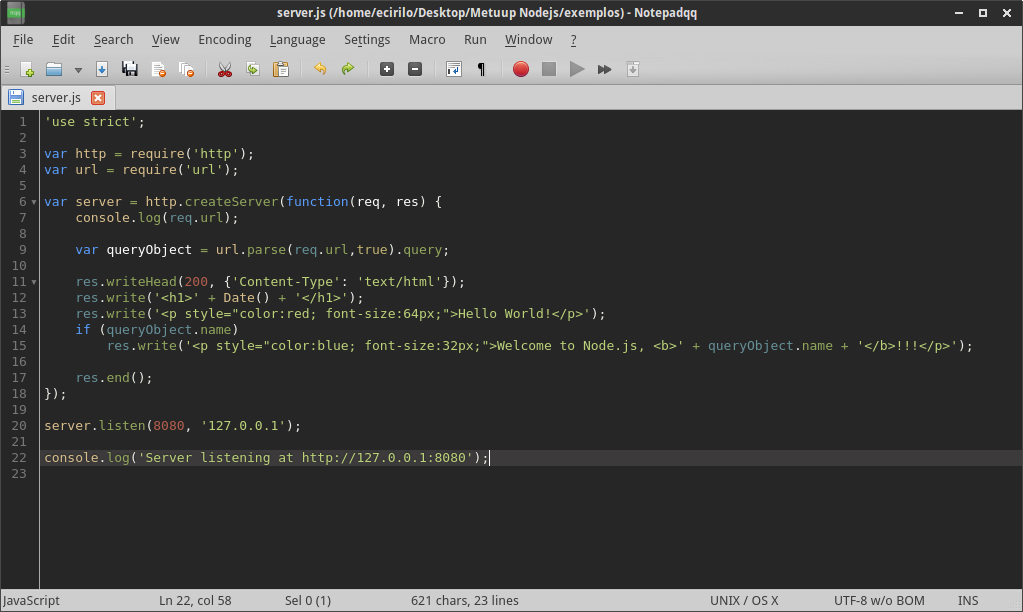 server.js (/home/ecirilo/Desktop/Metuup Nodejs/exemplos) - Notepadqq
File Edit Search View Encoding Language Settings Macro Run Window ?
server.js
1 'use strict';
2
3 var http = require('http');
4 var url = require('url');
5
6 var server = http.createServer(function(req, res) {
7     console.log(req.url);
8
9     var queryObject = url.parse(req.url,true).query;
10
11     res.writeHead(200, {'Content-Type': 'text/html'});
12     res.write('<h1>' + Date() + '</h1>');
13     res.write('<p style="color:red; font-size:64px;">Hello World!</p>');
14     if (queryObject.name)
15         res.write('<p style="color:blue; font-size:32px;">Welcome to Node.js, <b>' + queryObject.name + '</b>!!!</p>');
16
17     res.end();
18 });
19
20 server.listen(8080, '127.0.0.1');
21
22 console.log('Server listening at http://127.0.0.1:8080');
23
JavaScript Ln 22, col 58 Sel 0 (1) 621 chars, 23 lines UNIX / OS X UTF-8 w/o BOM INS